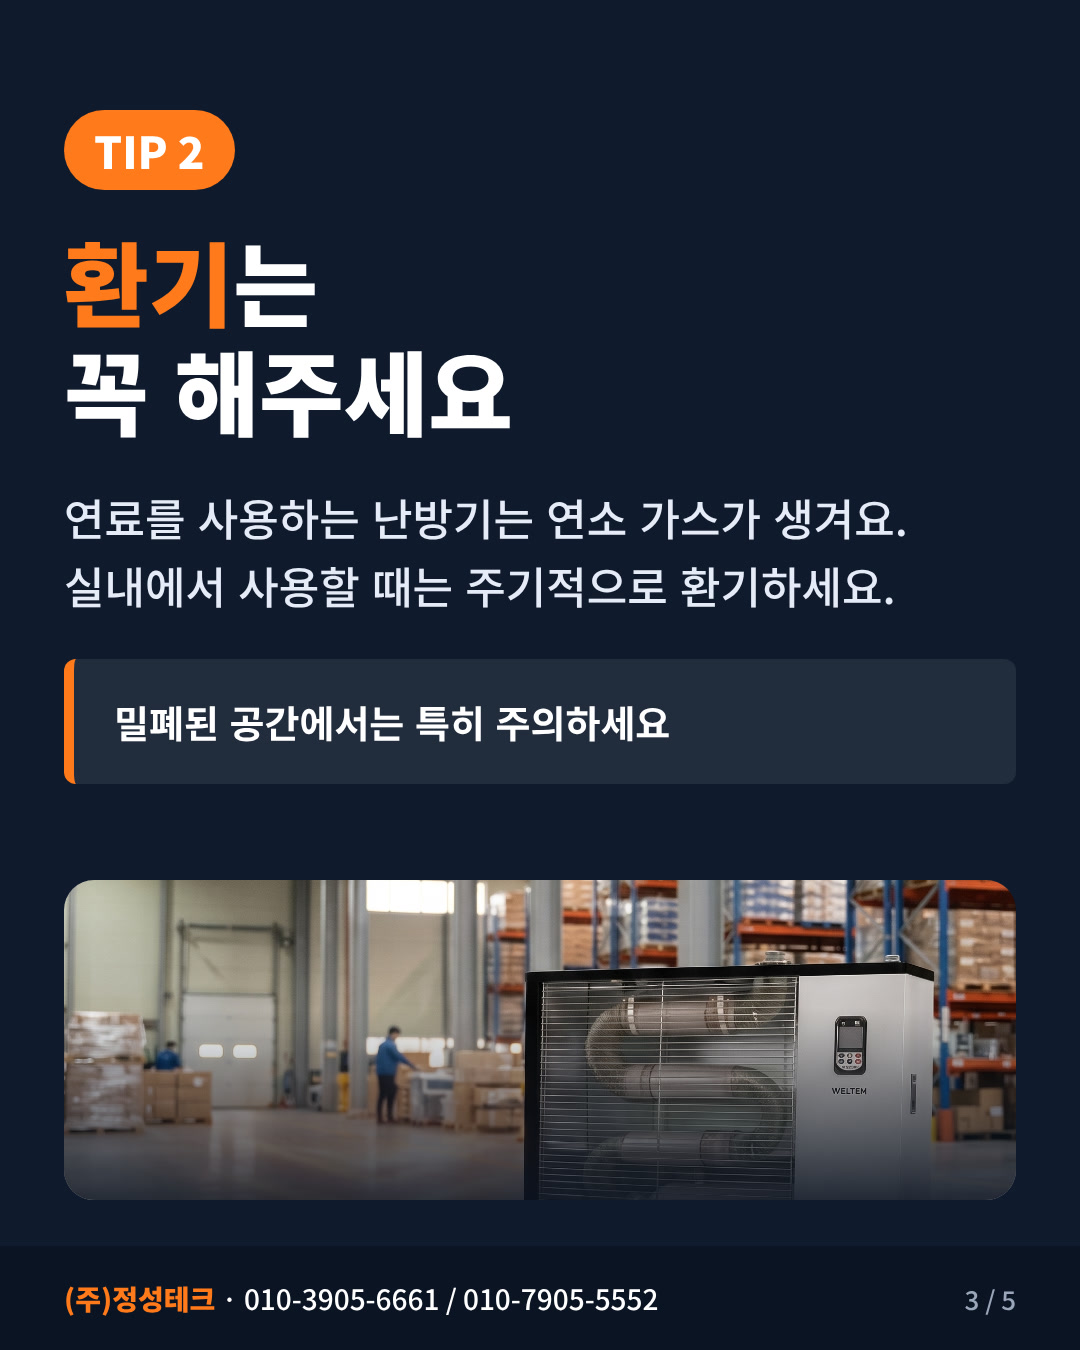 TIP 2
환기는
꼭 해주세요
연료를 사용하는 난방기는 연소 가스가 생겨요.
실내에서 사용할 때는 주기적으로 환기하세요.
밀폐된 공간에서는 특히 주의하세요
WELTEM
(주)정성테크 · 010-3905-6661 / 010-7905-5552
3 / 5